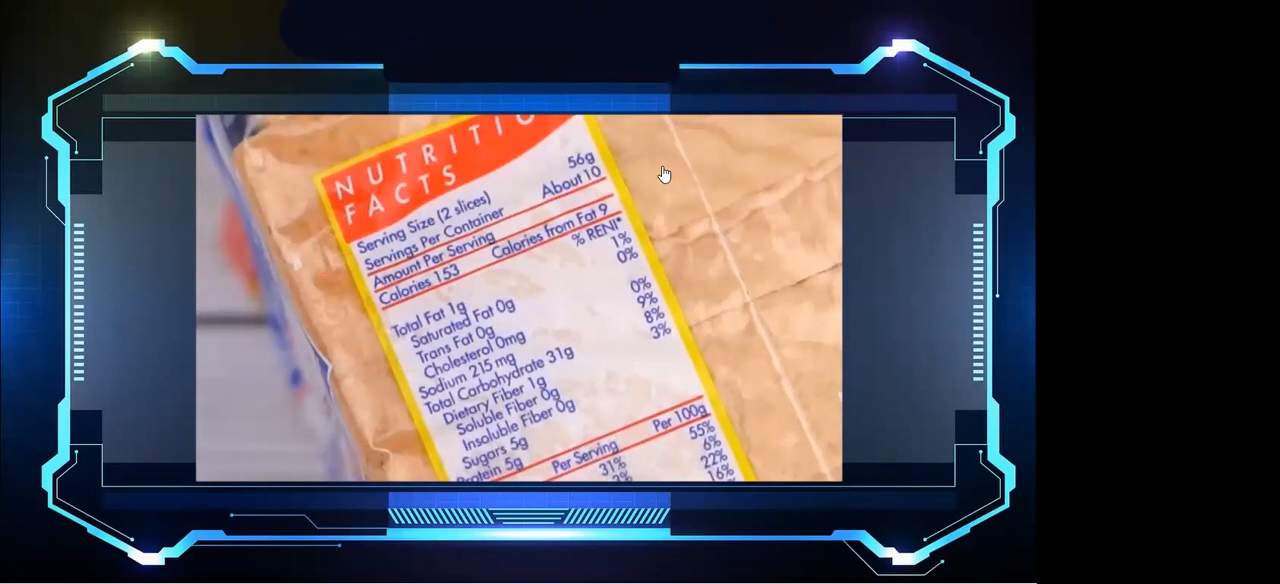 NUTRITIO
FACTS
Serving Size (2 slices) 56g
Servings Per Container About 10
Amount Per Serving
Calories 153 Calories from Fat 9
% RENI*
Total Fat 1g 1%
Saturated Fat 0g 0%
Trans Fat 0g
Cholesterol 0mg 0%
Sodium 215 mg 9%
Total Carbohydrate 31g 8%
Dietary Fiber 1g 3%
Soluble Fiber 0g
Insoluble Fiber 0g
Sugars 5g
Protein 5g
Per Serving Per 100g
31% 55%
6%
22%
16%